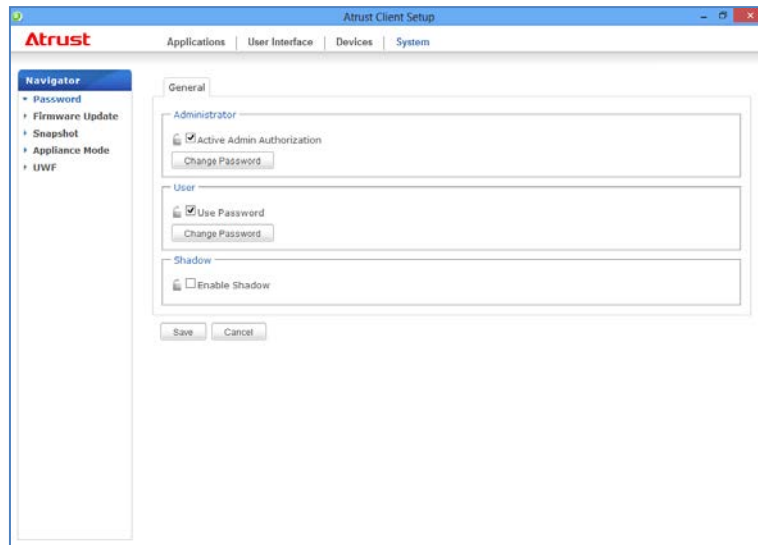 Atrust Client Setup
Atrust
Applications | User Interface | Devices | System
Navigator
Password
Firmware Update
Snapshot
Appliance Mode
UWF
General
Administrator
Active Admin Authorization
Change Password
User
Use Password
Change Password
Shadow
Enable Shadow
Save Cancel